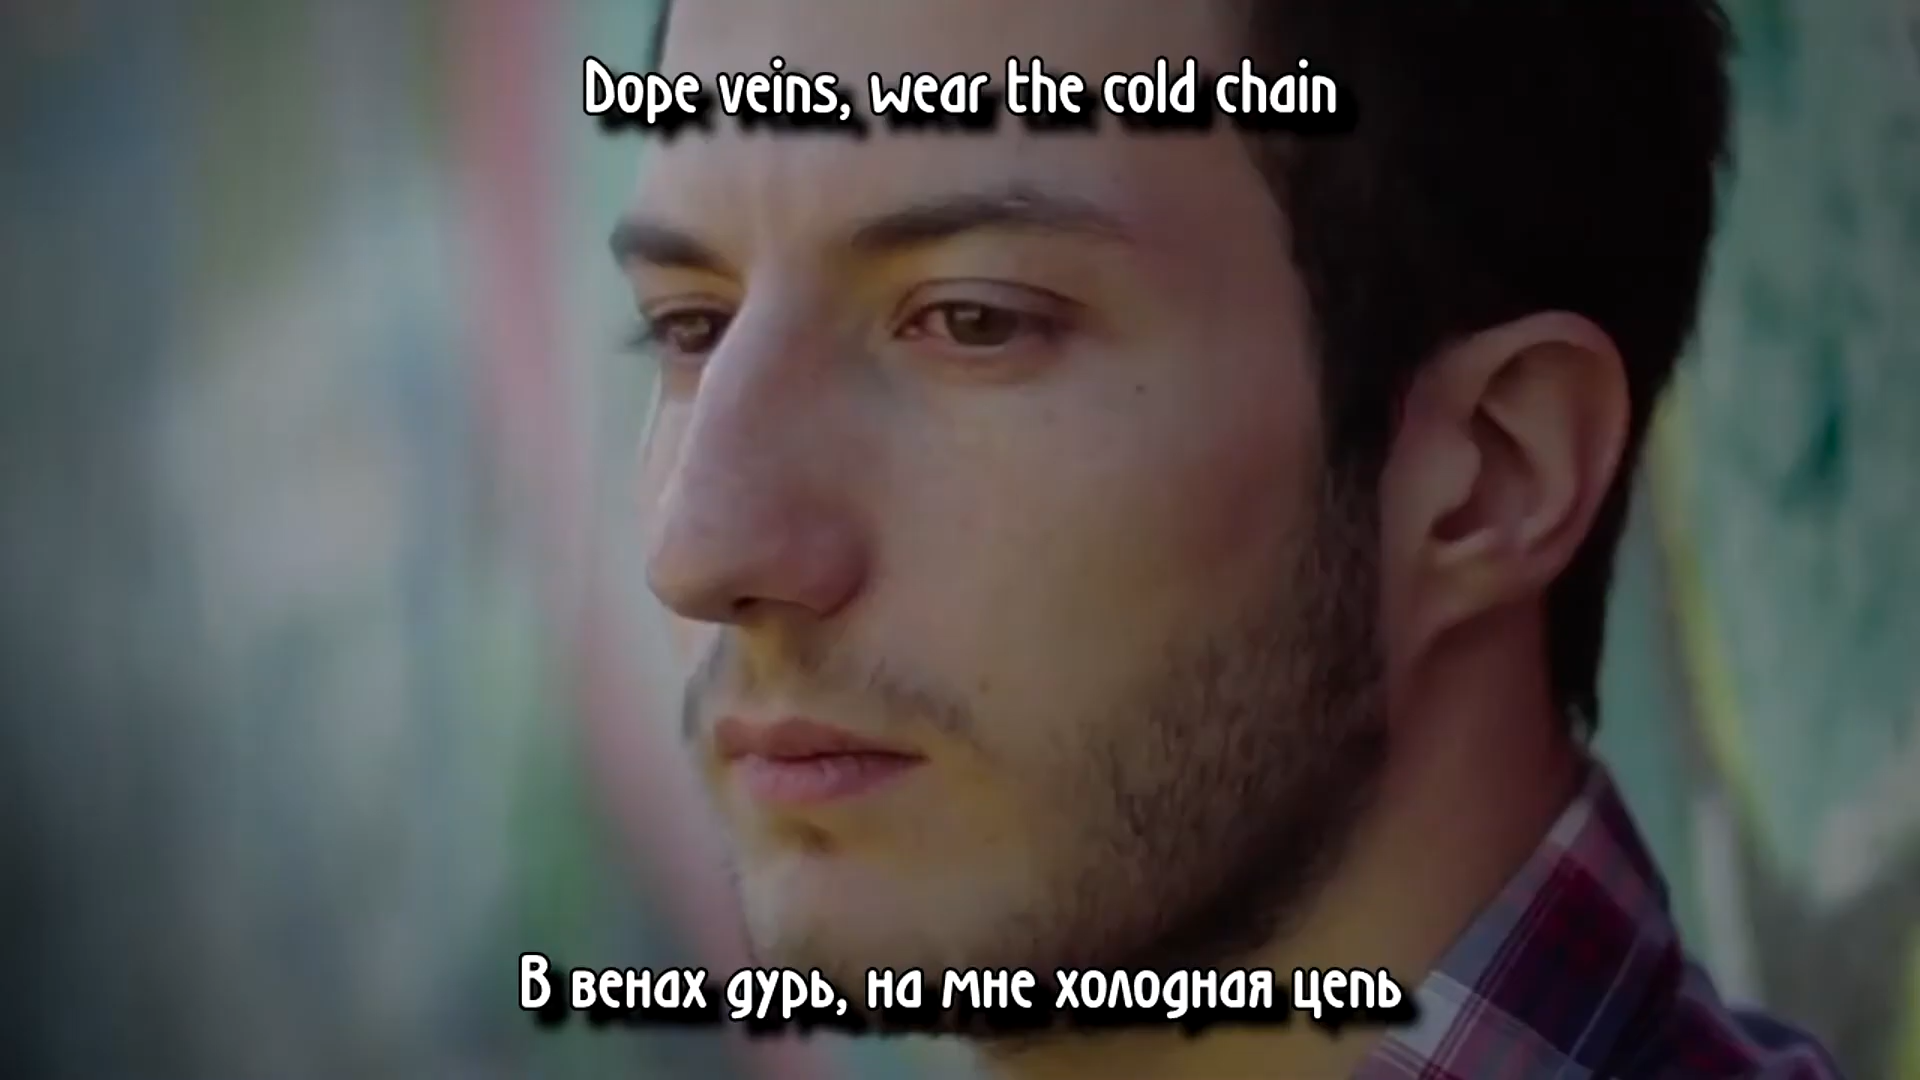 Dope veins, wear the cold chain
В венах дурь, на мне холодная цепь